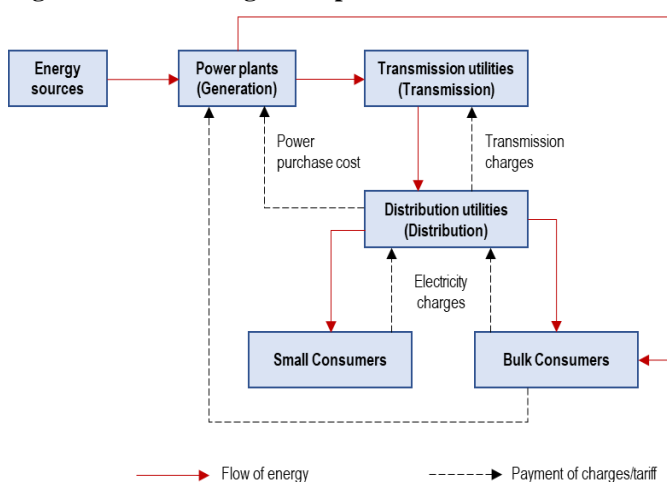 Energy
sources
Power plants
(Generation)
Transmission utilities
(Transmission)
Power
purchase cost
Transmission
charges
Distribution utilities
(Distribution)
Electricity
charges
Small Consumers
Bulk Consumers
Flow of energy
Payment of charges/tariff